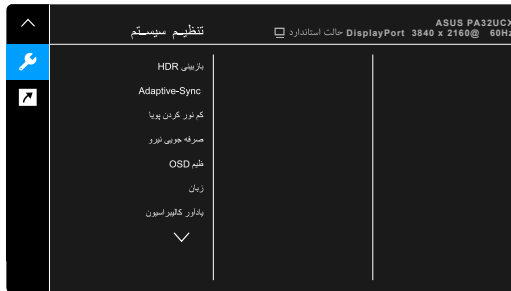 ASUS PA32UCX
تنظیم سیستم
حالت استاندارد DisplayPort 3840 x 2160@ 60Hz
بازبینی HDR
Adaptive-Sync
کم نور کردن پویا
صرفه جویی نیرو
ظیم OSD
زبان
یادآور کالیبراسیون